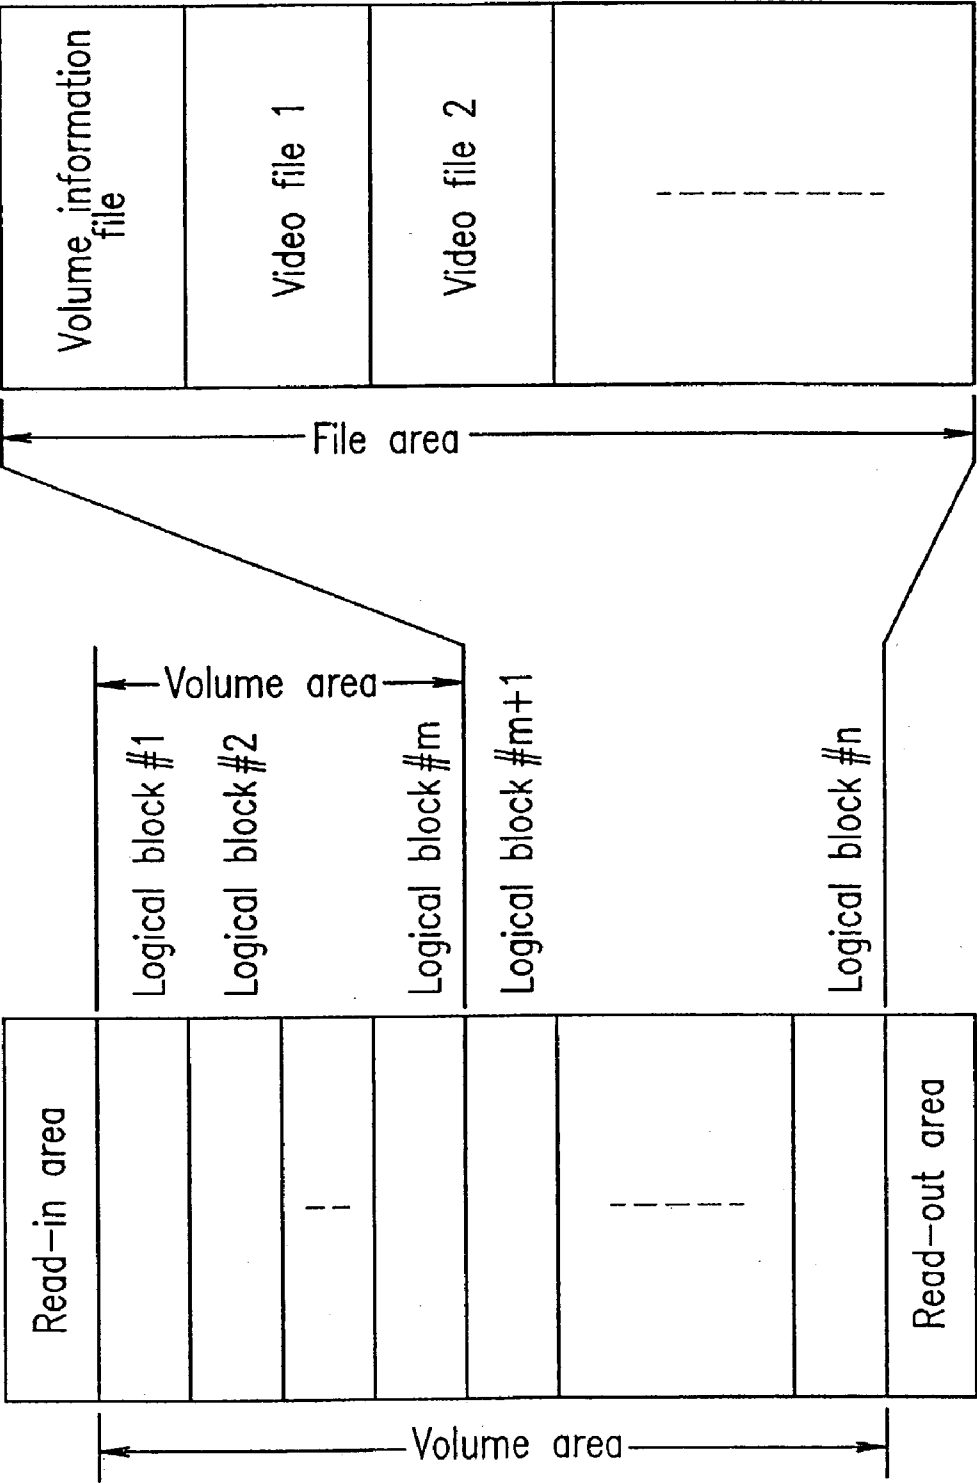 Volume information
file
Video file 1
Video file 2
File area
Volume area
Logical block #1
Logical block #2
Logical block #m
Logical block #m+1
Logical block #n
Read-in area
Read-out area
Volume area